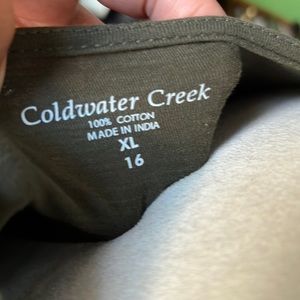 Coldwater Creek
100% COTTON
MADE IN INDIA
XL
16